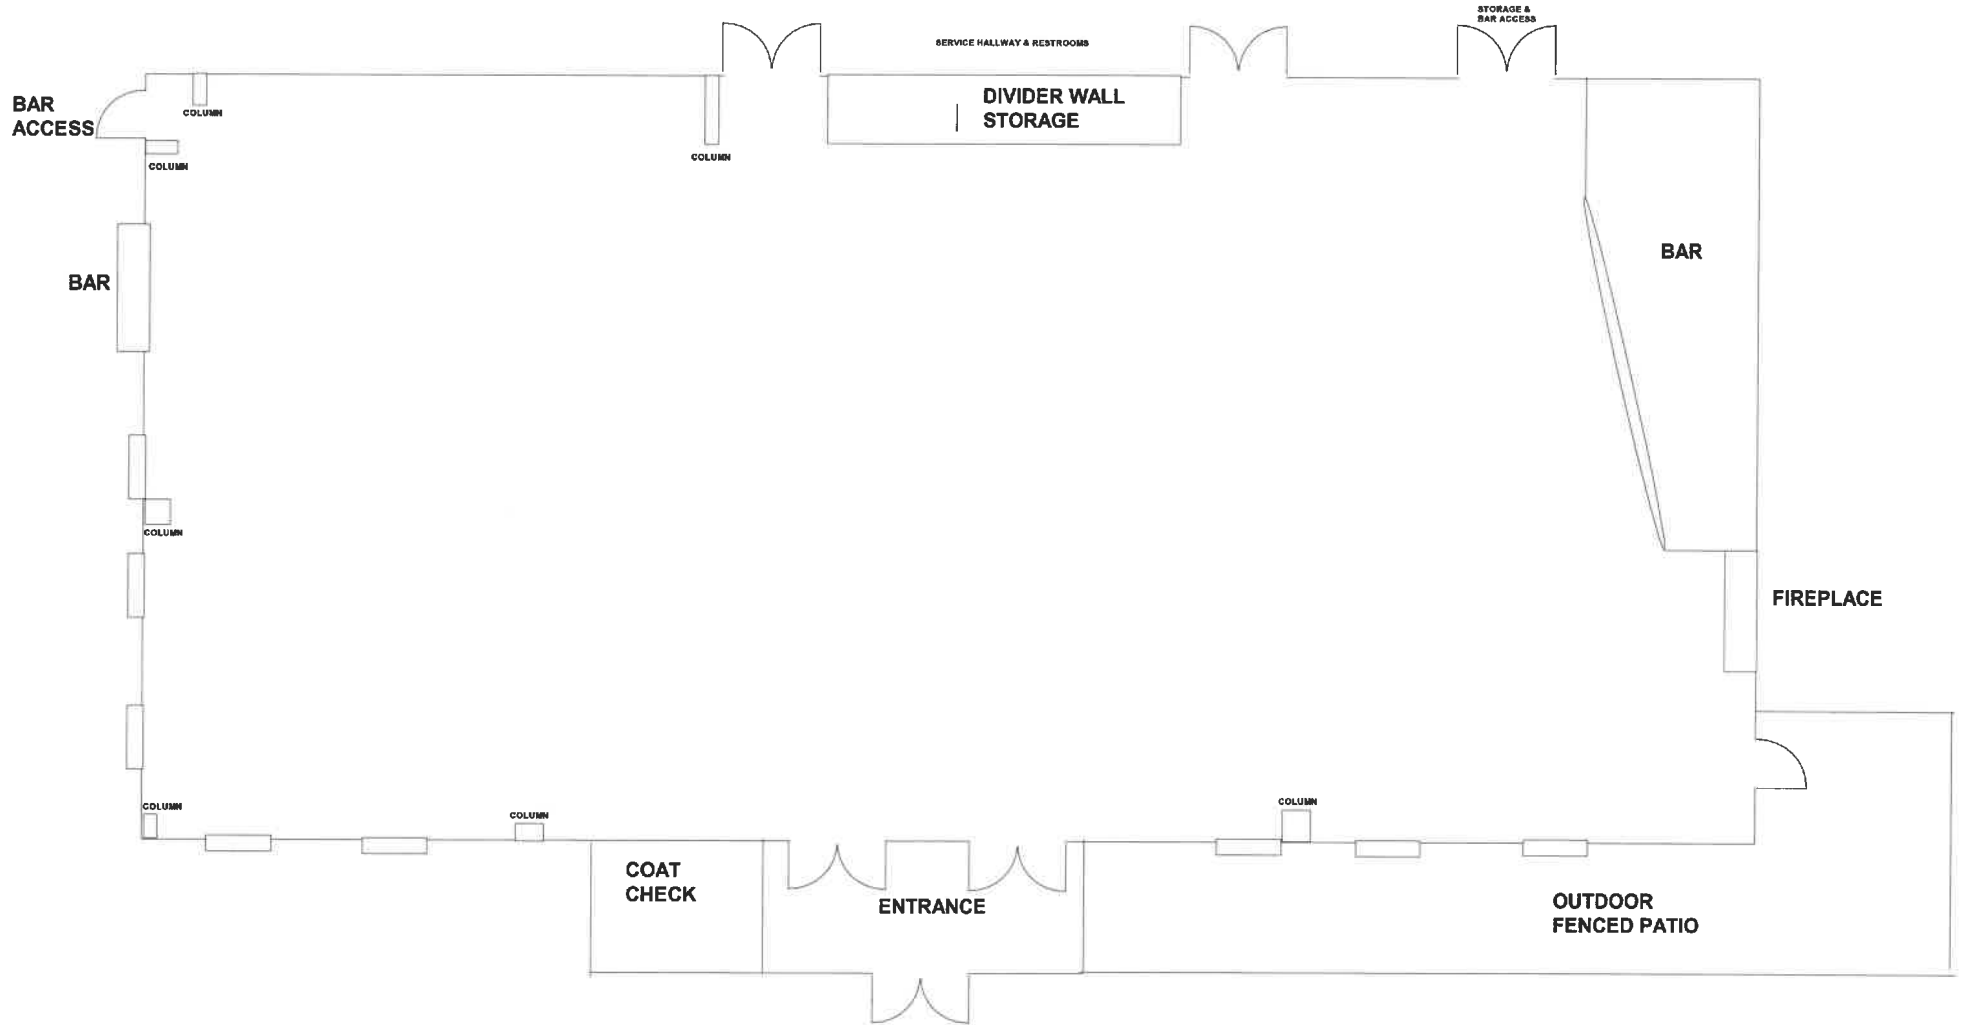 STORAGE &
BAR ACCESS
SERVICE HALLWAY & RESTROOMS
BAR
ACCESS
COLUMN
DIVIDER WALL
STORAGE
COLUMN
COLUMN
BAR
BAR
COLUMN
FIREPLACE
COLUMN
COLUMN
COLUMN
COAT
CHECK
ENTRANCE
OUTDOOR
FENCED PATIO